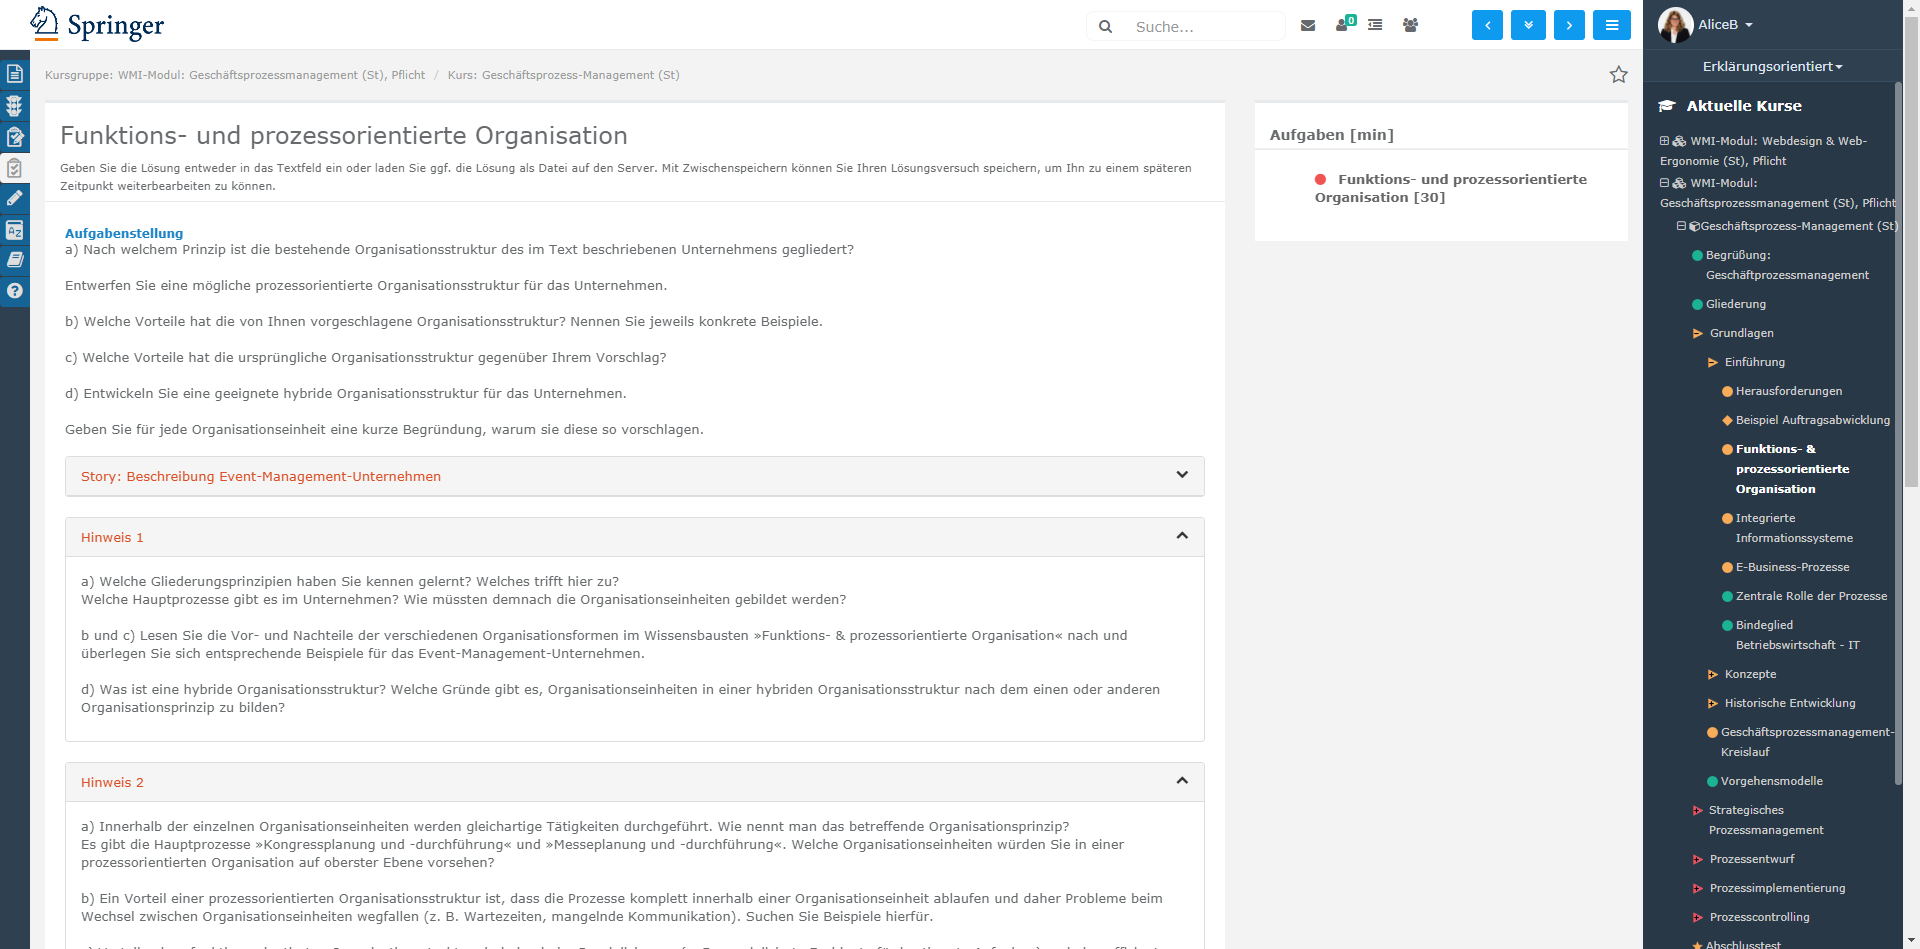 Springer
Suche...
0
AliceB
Erklärungsorientiert
Kursgruppe: WMI-Modul: Geschäftsprozessmanagement (St), Pflicht / Kurs: Geschäftsprozess-Management (St)
Funktions- und prozessorientierte Organisation
Geben Sie die Lösung entweder in das Textfeld ein oder laden Sie ggf. die Lösung als Datei auf den Server. Mit Zwischenspeichern können Sie Ihren Lösungsversuch speichern, um Ihn zu einem späteren
Zeitpunkt weiterbearbeiten zu können.
Aufgabenstellung
a) Nach welchem Prinzip ist die bestehende Organisationsstruktur des im Text beschriebenen Unternehmens gegliedert?
Entwerfen Sie eine mögliche prozessorientierte Organisationsstruktur für das Unternehmen.
b) Welche Vorteile hat die von Ihnen vorgeschlagene Organisationsstruktur? Nennen Sie jeweils konkrete Beispiele.
c) Welche Vorteile hat die ursprüngliche Organisationsstruktur gegenüber Ihrem Vorschlag?
d) Entwickeln Sie eine geeignete hybride Organisationsstruktur für das Unternehmen.
Geben Sie für jede Organisationseinheit eine kurze Begründung, warum sie diese so vorschlagen.
Story: Beschreibung Event-Management-Unternehmen
Hinweis 1
a) Welche Gliederungsprinzipien haben Sie kennen gelernt? Welches trifft hier zu?
Welche Hauptprozesse gibt es im Unternehmen? Wie müssten demnach die Organisationseinheiten gebildet werden?
b und c) Lesen Sie die Vor- und Nachteile der verschiedenen Organisationsformen im Wissensbausten »Funktions- & prozessorientierte Organisation« nach und
überlegen Sie sich entsprechende Beispiele für das Event-Management-Unternehmen.
d) Was ist eine hybride Organisationsstruktur? Welche Gründe gibt es, Organisationseinheiten in einer hybriden Organisationsstruktur nach dem einen oder anderen
Organisationsprinzip zu bilden?
Hinweis 2
a) Innerhalb der einzelnen Organisationseinheiten werden gleichartige Tätigkeiten durchgeführt. Wie nennt man das betreffende Organisationsprinzip?
Es gibt die Hauptprozesse »Kongressplanung und -durchführung« und »Messeplanung und -durchführung«. Welche Organisationseinheiten würden Sie in einer
prozessorientierten Organisation auf oberster Ebene vorsehen?
b) Ein Vorteil einer prozessorientierten Organisationsstruktur ist, dass die Prozesse komplett innerhalb einer Organisationseinheit ablaufen und daher Probleme beim
Wechsel zwischen Organisationseinheiten wegfallen (z. B. Wartezeiten, mangelnde Kommunikation). Suchen Sie Beispiele hierfür.
Aufgaben [min]
Funktions- und prozessorientierte
Organisation [30]
Aktuelle Kurse
WMI-Modul: Webdesign & Web-
Ergonomie (St), Pflicht
WMI-Modul:
Geschäftsprozessmanagement (St), Pflicht
Geschäftsprozess-Management (St)
Begrüßung:
Geschäftprozessmanagement
Gliederung
Grundlagen
Einführung
Herausforderungen
Beispiel Auftragsabwicklung
Funktions- &
prozessorientierte
Organisation
Integrierte
Informationssysteme
E-Business-Prozesse
Zentrale Rolle der Prozesse
Bindeglied
Betriebswirtschaft - IT
Konzepte
Historische Entwicklung
Geschäftsprozessmanagement-
Kreislauf
Vorgehensmodelle
Strategisches
Prozessmanagement
Prozessentwurf
Prozessimplementierung
Prozesscontrolling
Abschlusstest